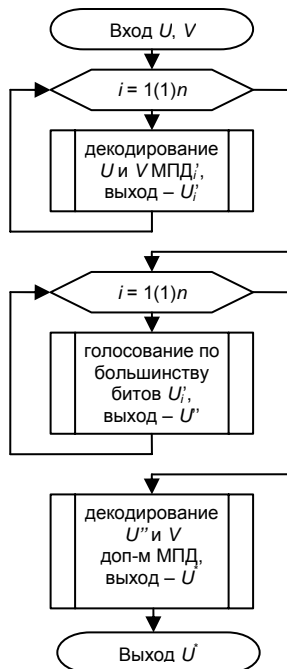 Вход U, V
i = 1(1)n
декодирование
U и V МПДᵢ',
выход – Uᵢ'
i = 1(1)n
голосование по
большинству
битов Uᵢ',
выход – U''
декодирование
U'' и V
доп-м МПД,
выход – U*
Выход U*